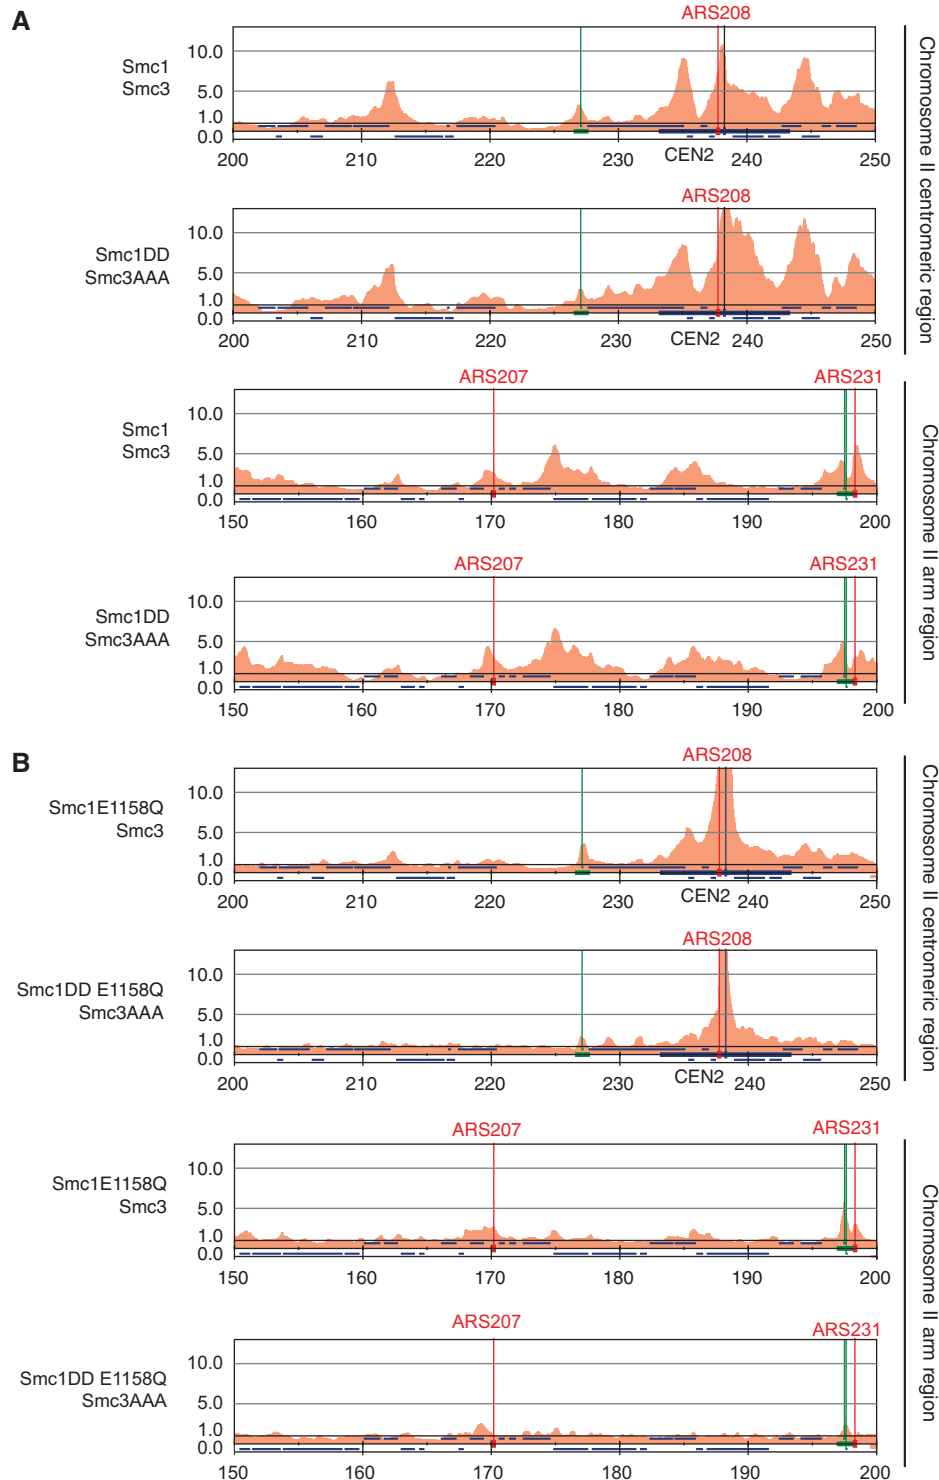 A
ARS208
Smc1
Smc3
10.0
5.0
1.0
0.0
200 210 220 230 240 250
CEN2
ARS208
Smc1DD
Smc3AAA
10.0
5.0
1.0
0.0
200 210 220 230 CEN2 240 250
Chromosome II centromeric region
ARS207 ARS231
Smc1
Smc3
10.0
5.0
1.0
0.0
150 160 170 180 190 200
ARS207 ARS231
Smc1DD
Smc3AAA
10.0
5.0
1.0
0.0
150 160 170 180 190 200
Chromosome II arm region
B
ARS208
Smc1E1158Q
Smc3
10.0
5.0
1.0
0.0
200 210 220 230 240 250
CEN2
ARS208
Smc1DD E1158Q
Smc3AAA
10.0
5.0
1.0
0.0
200 210 220 230 240 250
CEN2
Chromosome II centromeric region
ARS207 ARS231
Smc1E1158Q
Smc3
10.0
5.0
1.0
0.0
150 160 170 180 190 200
ARS207 ARS231
Smc1DD E1158Q
Smc3AAA
10.0
5.0
1.0
0.0
150 160 170 180 190 200
Chromosome II arm region